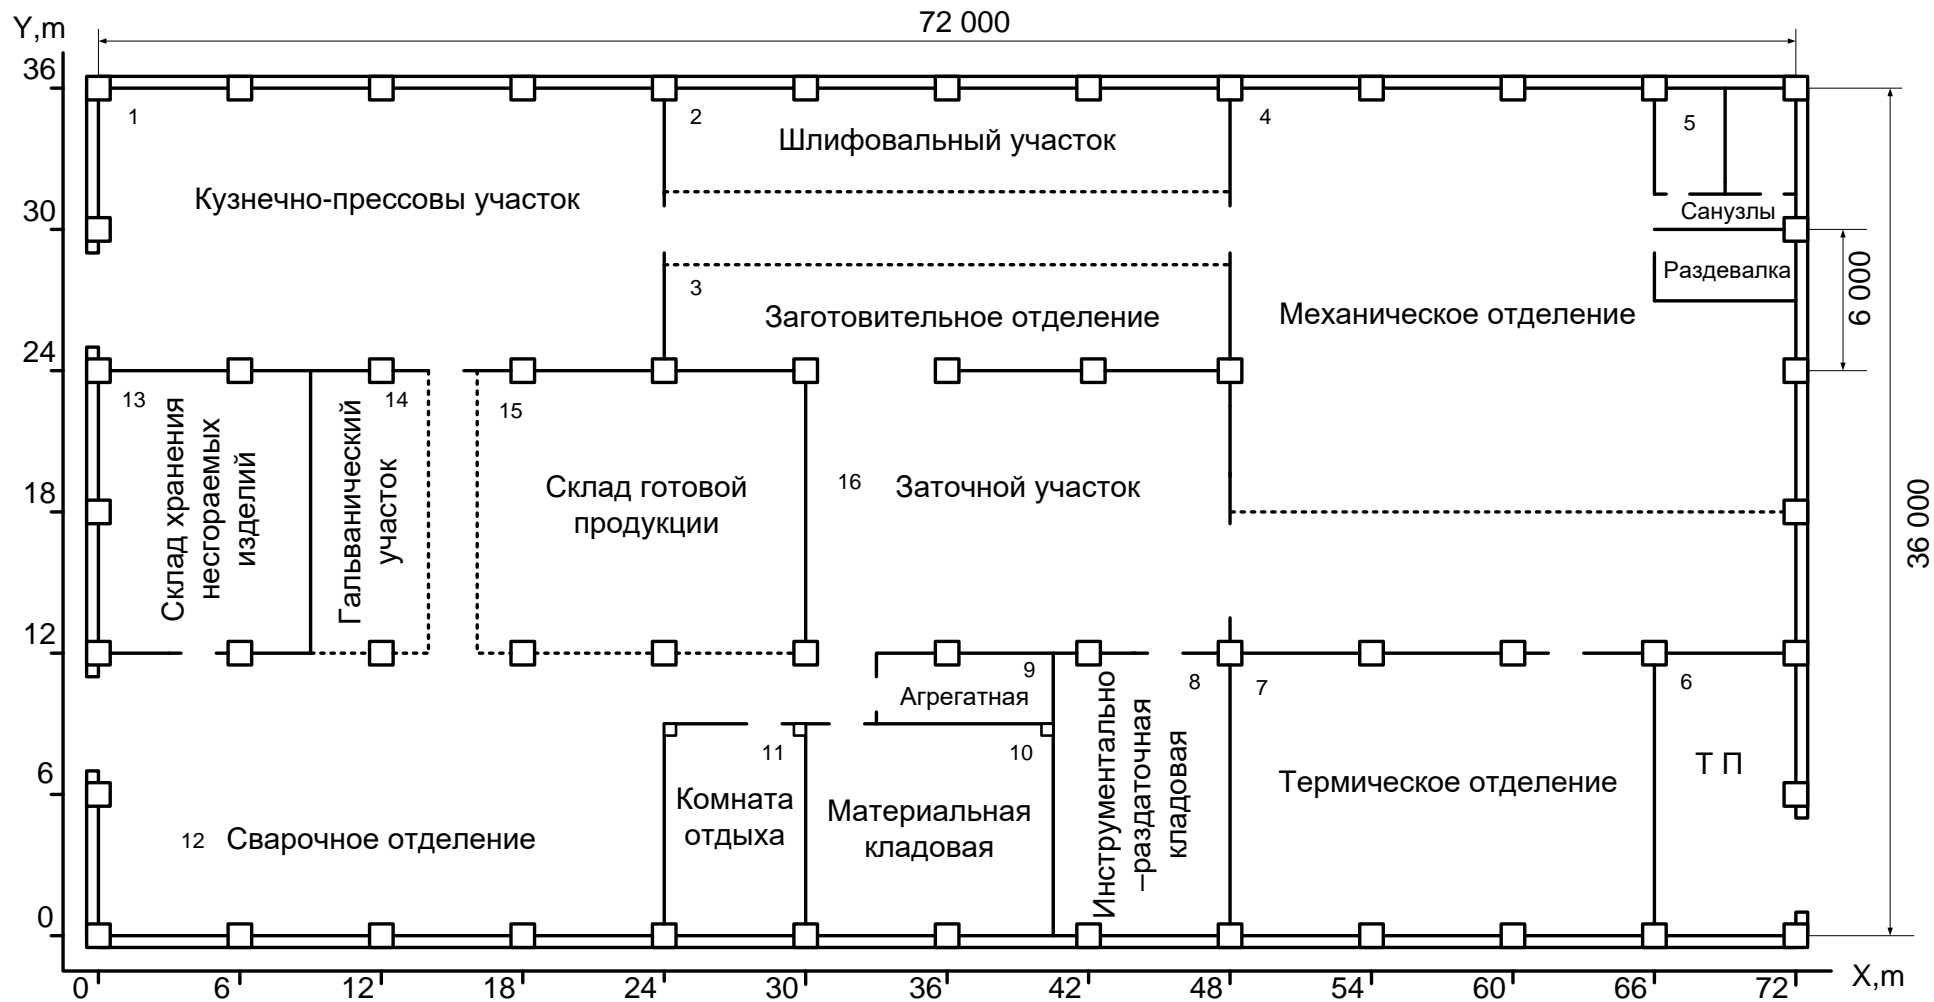 72 000
Y,m
36
1
2
4
5
Шлифовальный участок
Кузнечно-прессовы участок
30
Санузлы
Раздевалка
6 000
3
Заготовительное отделение
Механическое отделение
24
13
14
15
Склад хранения
несгораемых
изделий
Гальванический
участок
Склад готовой
продукции
16
Заточной участок
18
36 000
12
9
8
7
6
Агрегатная
11
10
Инструментально
–раздаточная
кладовая
Т П
Термическое отделение
6
Комната
отдыха
Материальная
кладовая
12
Сварочное отделение
0
0
6
12
18
24
30
36
42
48
54
60
66
72
X,m